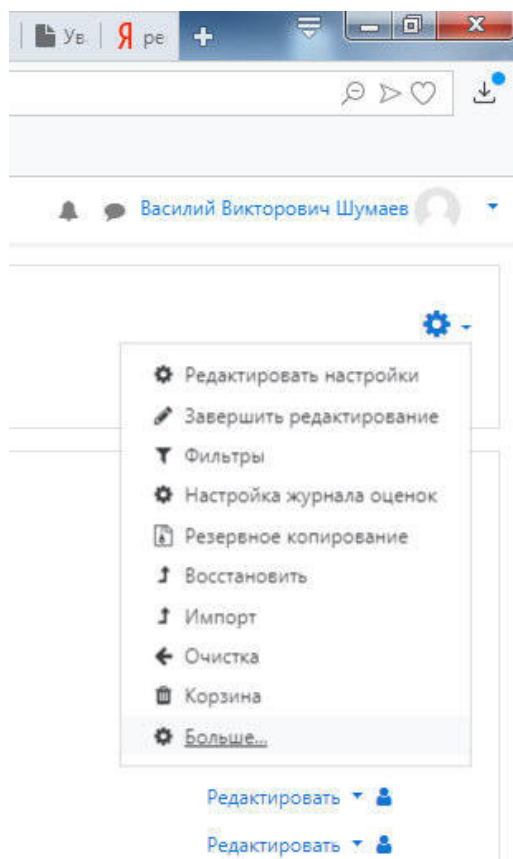 Ув
Я ре
Василий Викторович Шумаев
Редактировать настройки
Завершить редактирование
Фильтры
Настройка журнала оценок
Резервное копирование
Восстановить
Импорт
Очистка
Корзина
Больше...
Редактировать
Редактировать